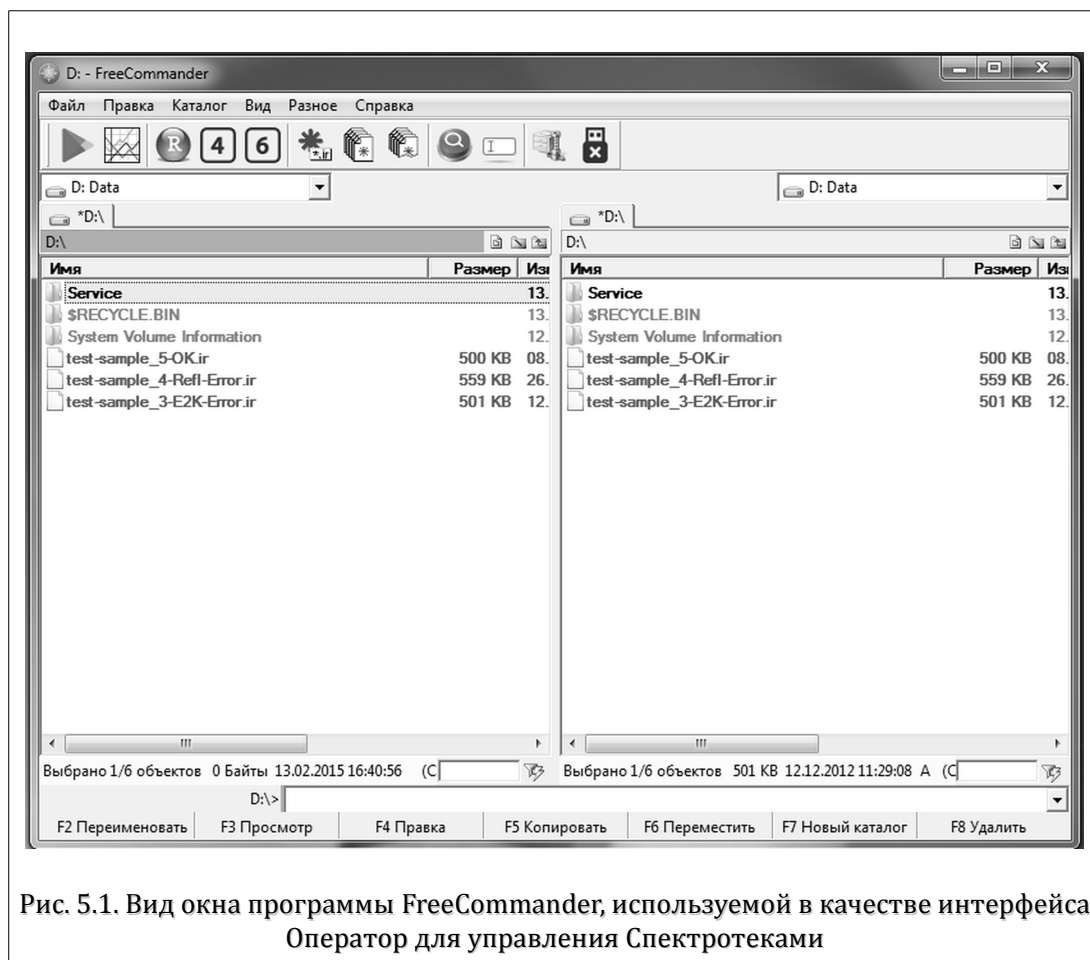 D: - FreeCommander
Файл Правка Каталог Вид Разное Справка
R 4 6 *.ir
D: Data D: Data
*D:\ *D:\
D:\ D:\
Имя Размер Имя Размер
Service 13. Service 13.
$RECYCLE.BIN 13. $RECYCLE.BIN 13.
System Volume Information 12. System Volume Information 12.
test-sample_5-OK.ir 500 KB 08. test-sample_5-OK.ir 500 KB 08.
test-sample_4-Refl-Error.ir 559 KB 26. test-sample_4-Refl-Error.ir 559 KB 26.
test-sample_3-E2K-Error.ir 501 KB 12. test-sample_3-E2K-Error.ir 501 KB 12.
Выбрано 1/6 объектов 0 Байты 13.02.2015 16:40:56 (C Выбрано 1/6 объектов 501 KB 12.12.2012 11:29:08 A (C
D:\>
F2 Переименовать F3 Просмотр F4 Правка F5 Копировать F6 Переместить F7 Новый каталог F8 Удалить
Рис. 5.1. Вид окна программы FreeCommander, используемой в качестве интерфейса
Оператор для управления Спектротеками